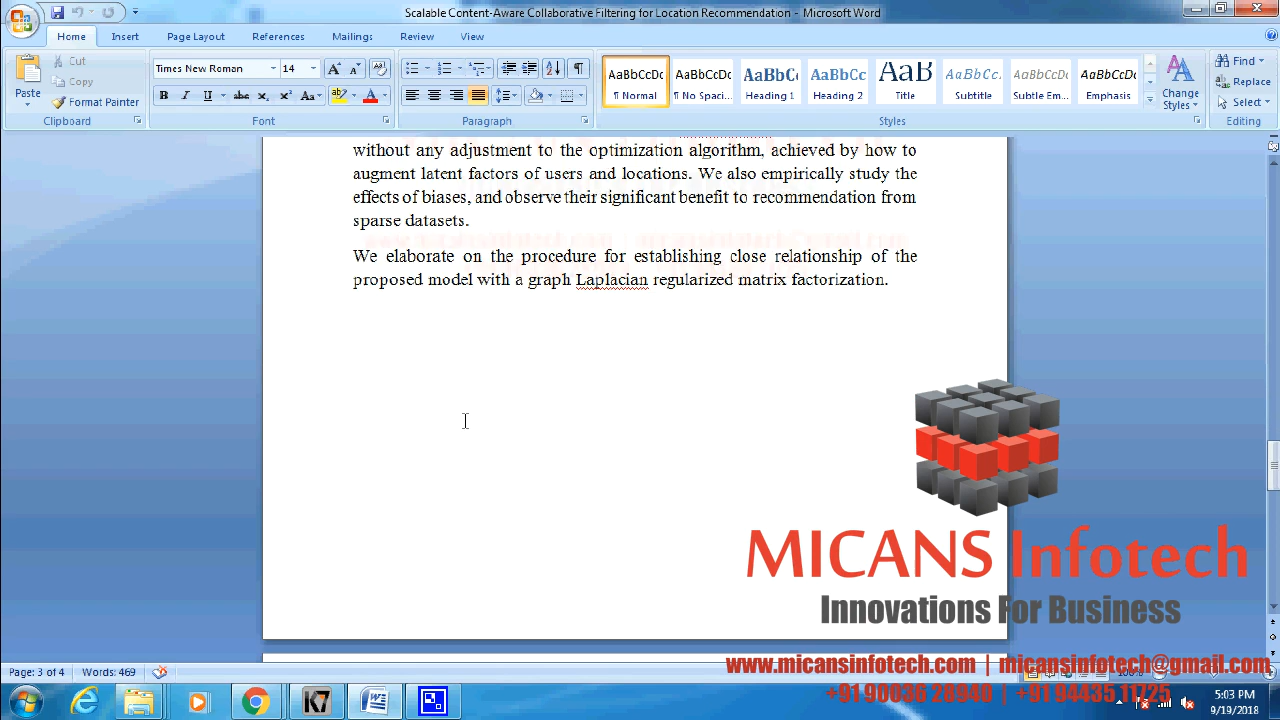 Scalable Content-Aware Collaborative Filtering for Location Recommendation - Microsoft Word
Home Insert Page Layout References Mailings Review View
Paste
Cut
Copy
Format Painter
Clipboard
Times New Roman 14
B I U abc x₂ x² Aa
Font
Paragraph
AaBbCcDc AaBbCcDc AaBbC AaBbCc AaB AaBbCc. AaBbCcDc AaBbCcDc
¶ Normal ¶ No Spaci... Heading 1 Heading 2 Title Subtitle Subtle Em... Emphasis
Change Styles
Styles
Find
Replace
Select
Editing
without any adjustment to the optimization algorithm, achieved by how to
augment latent factors of users and locations. We also empirically study the
effects of biases, and observe their significant benefit to recommendation from
sparse datasets.
We elaborate on the procedure for establishing close relationship of the
proposed model with a graph Laplacian regularized matrix factorization.
MICANS Infotech
Innovations For Business
www.micansinfotech.com | micansinfotech@gmail.com
+91 90036 28940 | +91 94435 11725
Page: 3 of 4 Words: 469
100%
5:03 PM
9/19/2018